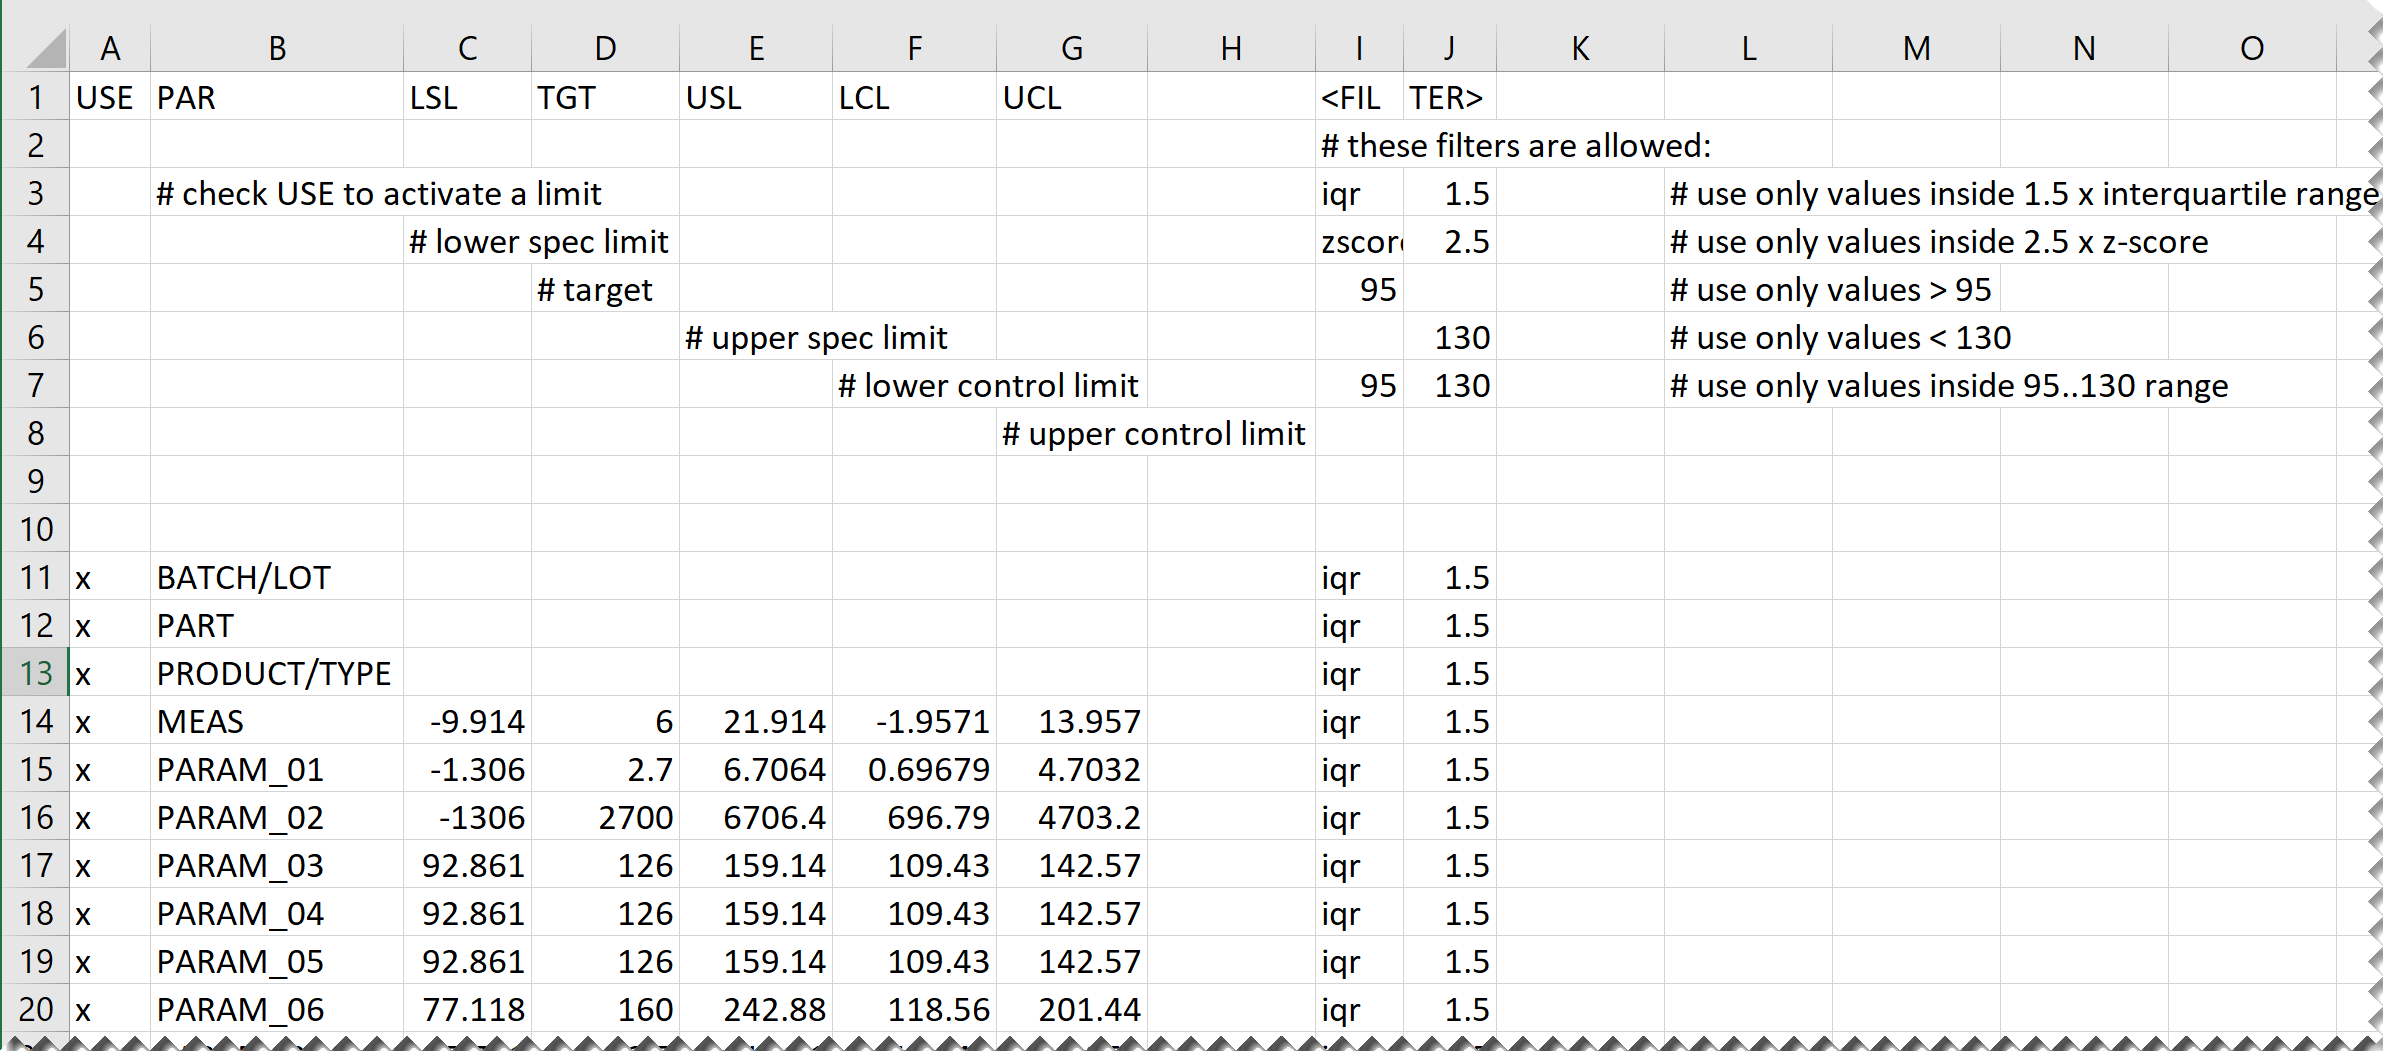 A B C D E F G H I J K L M N O
1 USE PAR LSL TGT USL LCL UCL <FIL TER>
2 # these filters are allowed:
3 # check USE to activate a limit iqr 1.5 # use only values inside 1.5 x interquartile range
4 # lower spec limit zscore 2.5 # use only values inside 2.5 x z-score
5 # target 95 # use only values > 95
6 # upper spec limit 130 # use only values < 130
7 # lower control limit 95 130 # use only values inside 95..130 range
8 # upper control limit
9
10
11 x BATCH/LOT iqr 1.5
12 x PART iqr 1.5
13 x PRODUCT/TYPE iqr 1.5
14 x MEAS -9.914 6 21.914 -1.9571 13.957 iqr 1.5
15 x PARAM_01 -1.306 2.7 6.7064 0.69679 4.7032 iqr 1.5
16 x PARAM_02 -1306 2700 6706.4 696.79 4703.2 iqr 1.5
17 x PARAM_03 92.861 126 159.14 109.43 142.57 iqr 1.5
18 x PARAM_04 92.861 126 159.14 109.43 142.57 iqr 1.5
19 x PARAM_05 92.861 126 159.14 109.43 142.57 iqr 1.5
20 x PARAM_06 77.118 160 242.88 118.56 201.44 iqr 1.5